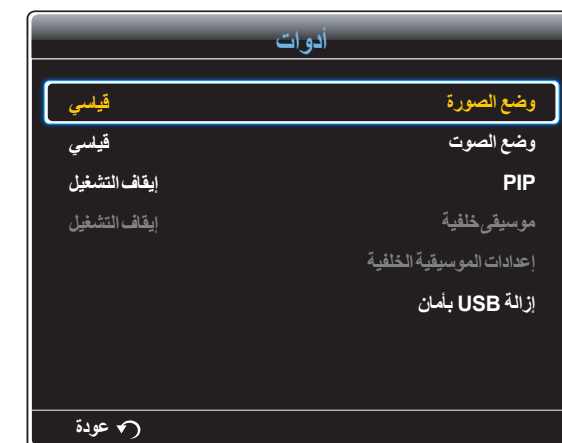 أدوات
وضع الصورة قياسي
وضع الصوت قياسي
PIP إيقاف التشغيل
موسيقى خلفية إيقاف التشغيل
إعدادات الموسيقية الخلفية
إزالة USB بأمان
عودة